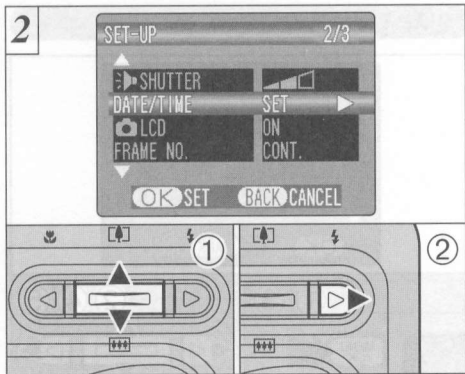 2
SET-UP 2/3
SHUTTER
DATE/TIME SET
LCD ON
FRAME NO. CONT.
OK SET BACK CANCEL
① ②